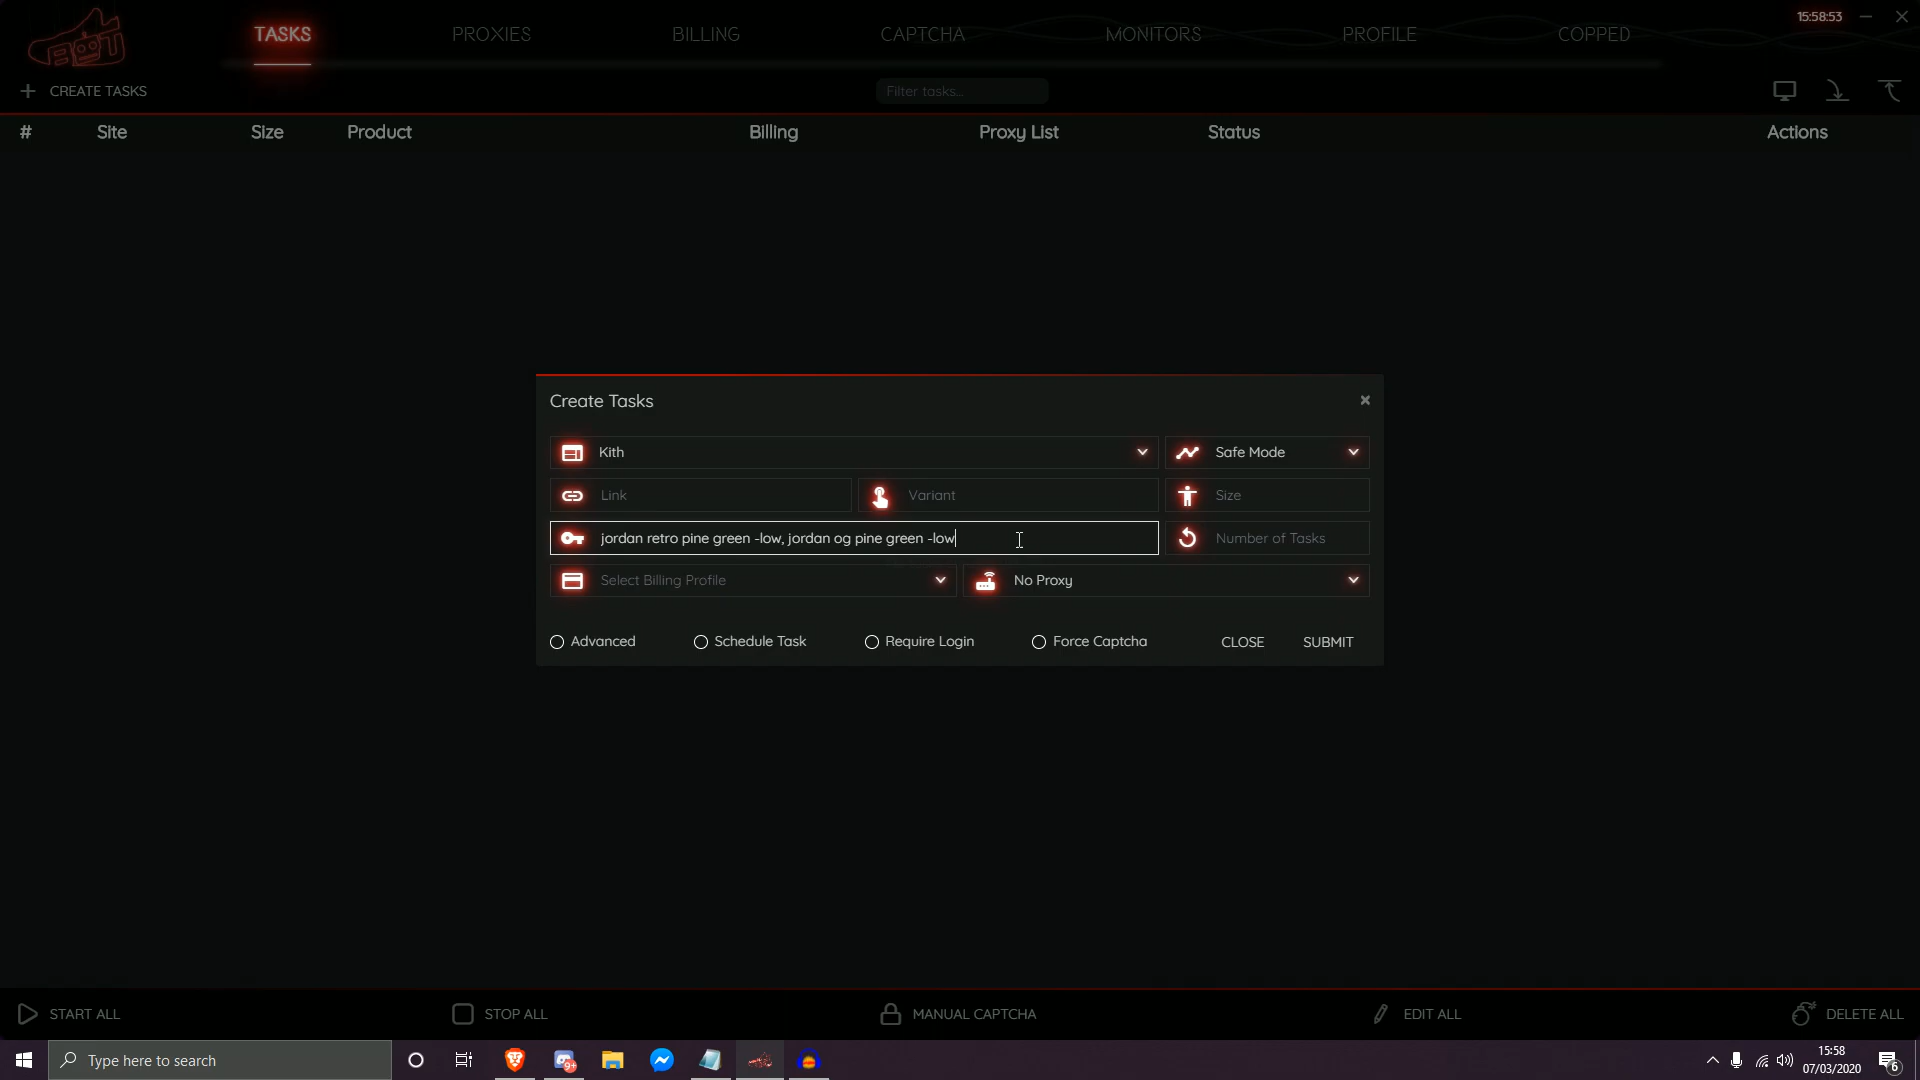 TASKS
PROXIES
BILLING
CAPTCHA
MONITORS
PROFILE
COPPED
15:58:53
CREATE TASKS
Filter tasks...
# Site Size Product Billing Proxy List Status Actions
Create Tasks
Kith
Safe Mode
Link
Variant
Size
jordan retro pine green -low, jordan og pine green -low
Number of Tasks
Select Billing Profile
No Proxy
Advanced
Schedule Task
Require Login
Force Captcha
CLOSE
SUBMIT
START ALL
STOP ALL
MANUAL CAPTCHA
EDIT ALL
DELETE ALL
Type here to search
9+
15:58
07/03/2020
6